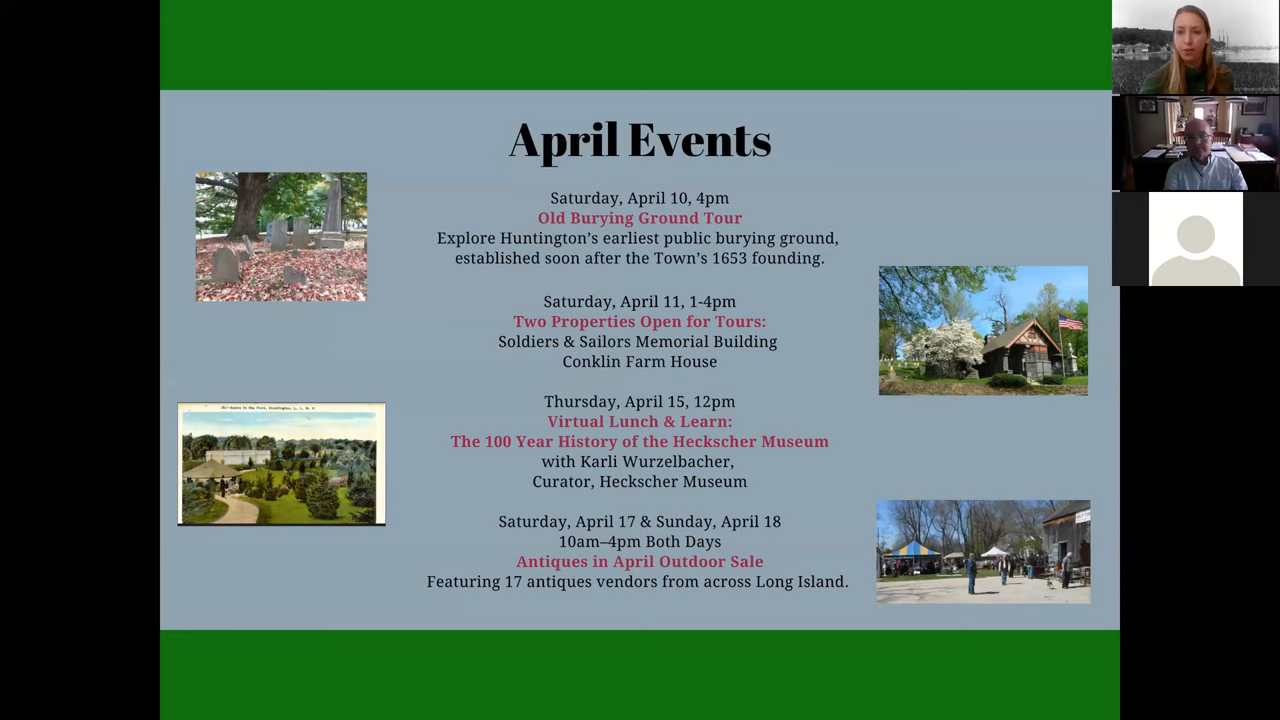 April Events
Saturday, April 10, 4pm
Old Burying Ground Tour
Explore Huntington’s earliest public burying ground,
established soon after the Town’s 1653 founding.
Saturday, April 11, 1-4pm
Two Properties Open for Tours:
Soldiers & Sailors Memorial Building
Conklin Farm House
Thursday, April 15, 12pm
Virtual Lunch & Learn:
The 100 Year History of the Heckscher Museum
with Karli Wurzelbacher,
Curator, Heckscher Museum
Saturday, April 17 & Sunday, April 18
10am–4pm Both Days
Antiques in April Outdoor Sale
Featuring 17 antiques vendors from across Long Island.